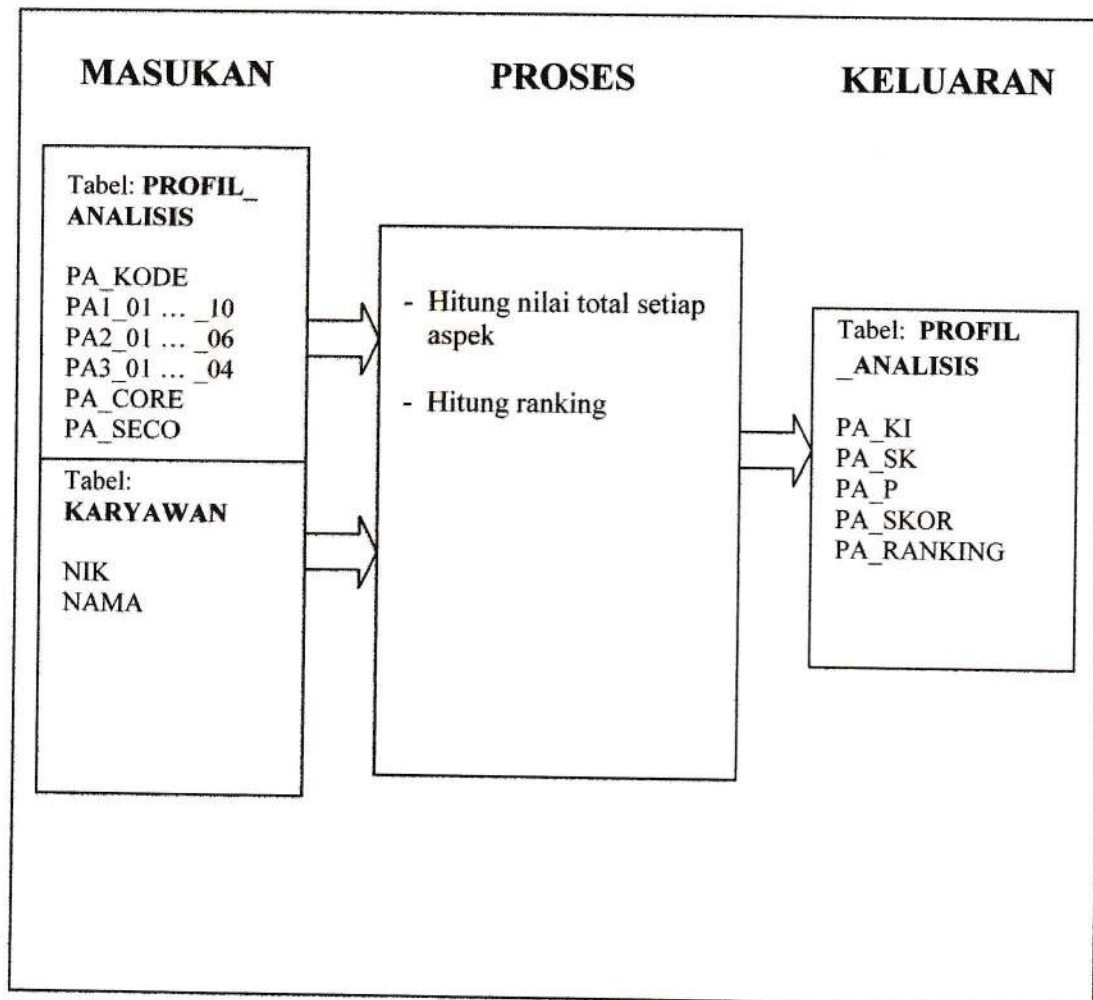 MASUKAN
PROSES
KELUARAN
Tabel: PROFIL_
ANALISIS
PA_KODE
PA1_01 ... _10
PA2_01 ... _06
PA3_01 ... _04
PA_CORE
PA_SECO
Tabel:
KARYAWAN
NIK
NAMA
- Hitung nilai total setiap
aspek
- Hitung ranking
Tabel: PROFIL
_ANALISIS
PA_KI
PA_SK
PA_P
PA_SKOR
PA_RANKING